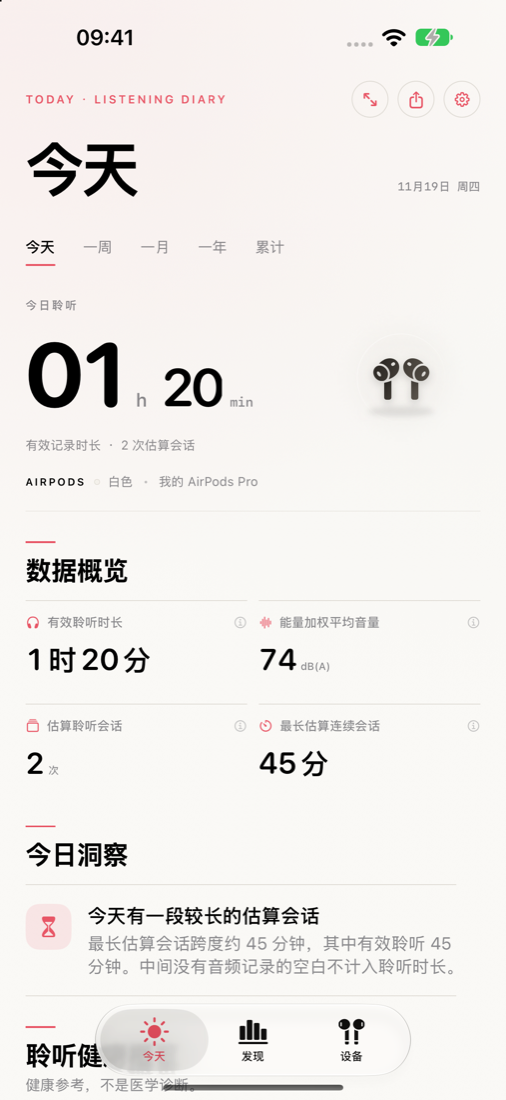 09:41
TODAY · LISTENING DIARY
今天
11月19日 周四
今天 一周 一月 一年 累计
今日聆听
01 h 20 min
有效记录时长 · 2 次估算会话
AIRPODS 白色 · 我的 AirPods Pro
数据概览
有效聆听时长
1时20分
能量加权平均音量
74 dB(A)
估算聆听会话
2 次
最长估算连续会话
45分
今日洞察
今天有一段较长的估算会话
最长估算会话跨度约 45 分钟，其中有效聆听 45
分钟。中间没有音频记录的空白不计入聆听时长。
聆听健
健康参考，不是医学诊断。
今天 发现 设备